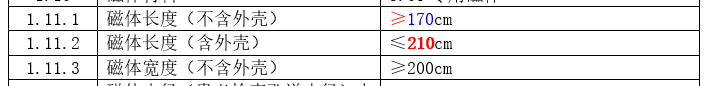 1.11.1 磁体长度（不含外壳） ≥170cm
1.11.2 磁体长度（含外壳） ≤210cm
1.11.3 磁体宽度（不含外壳） ≥200cm